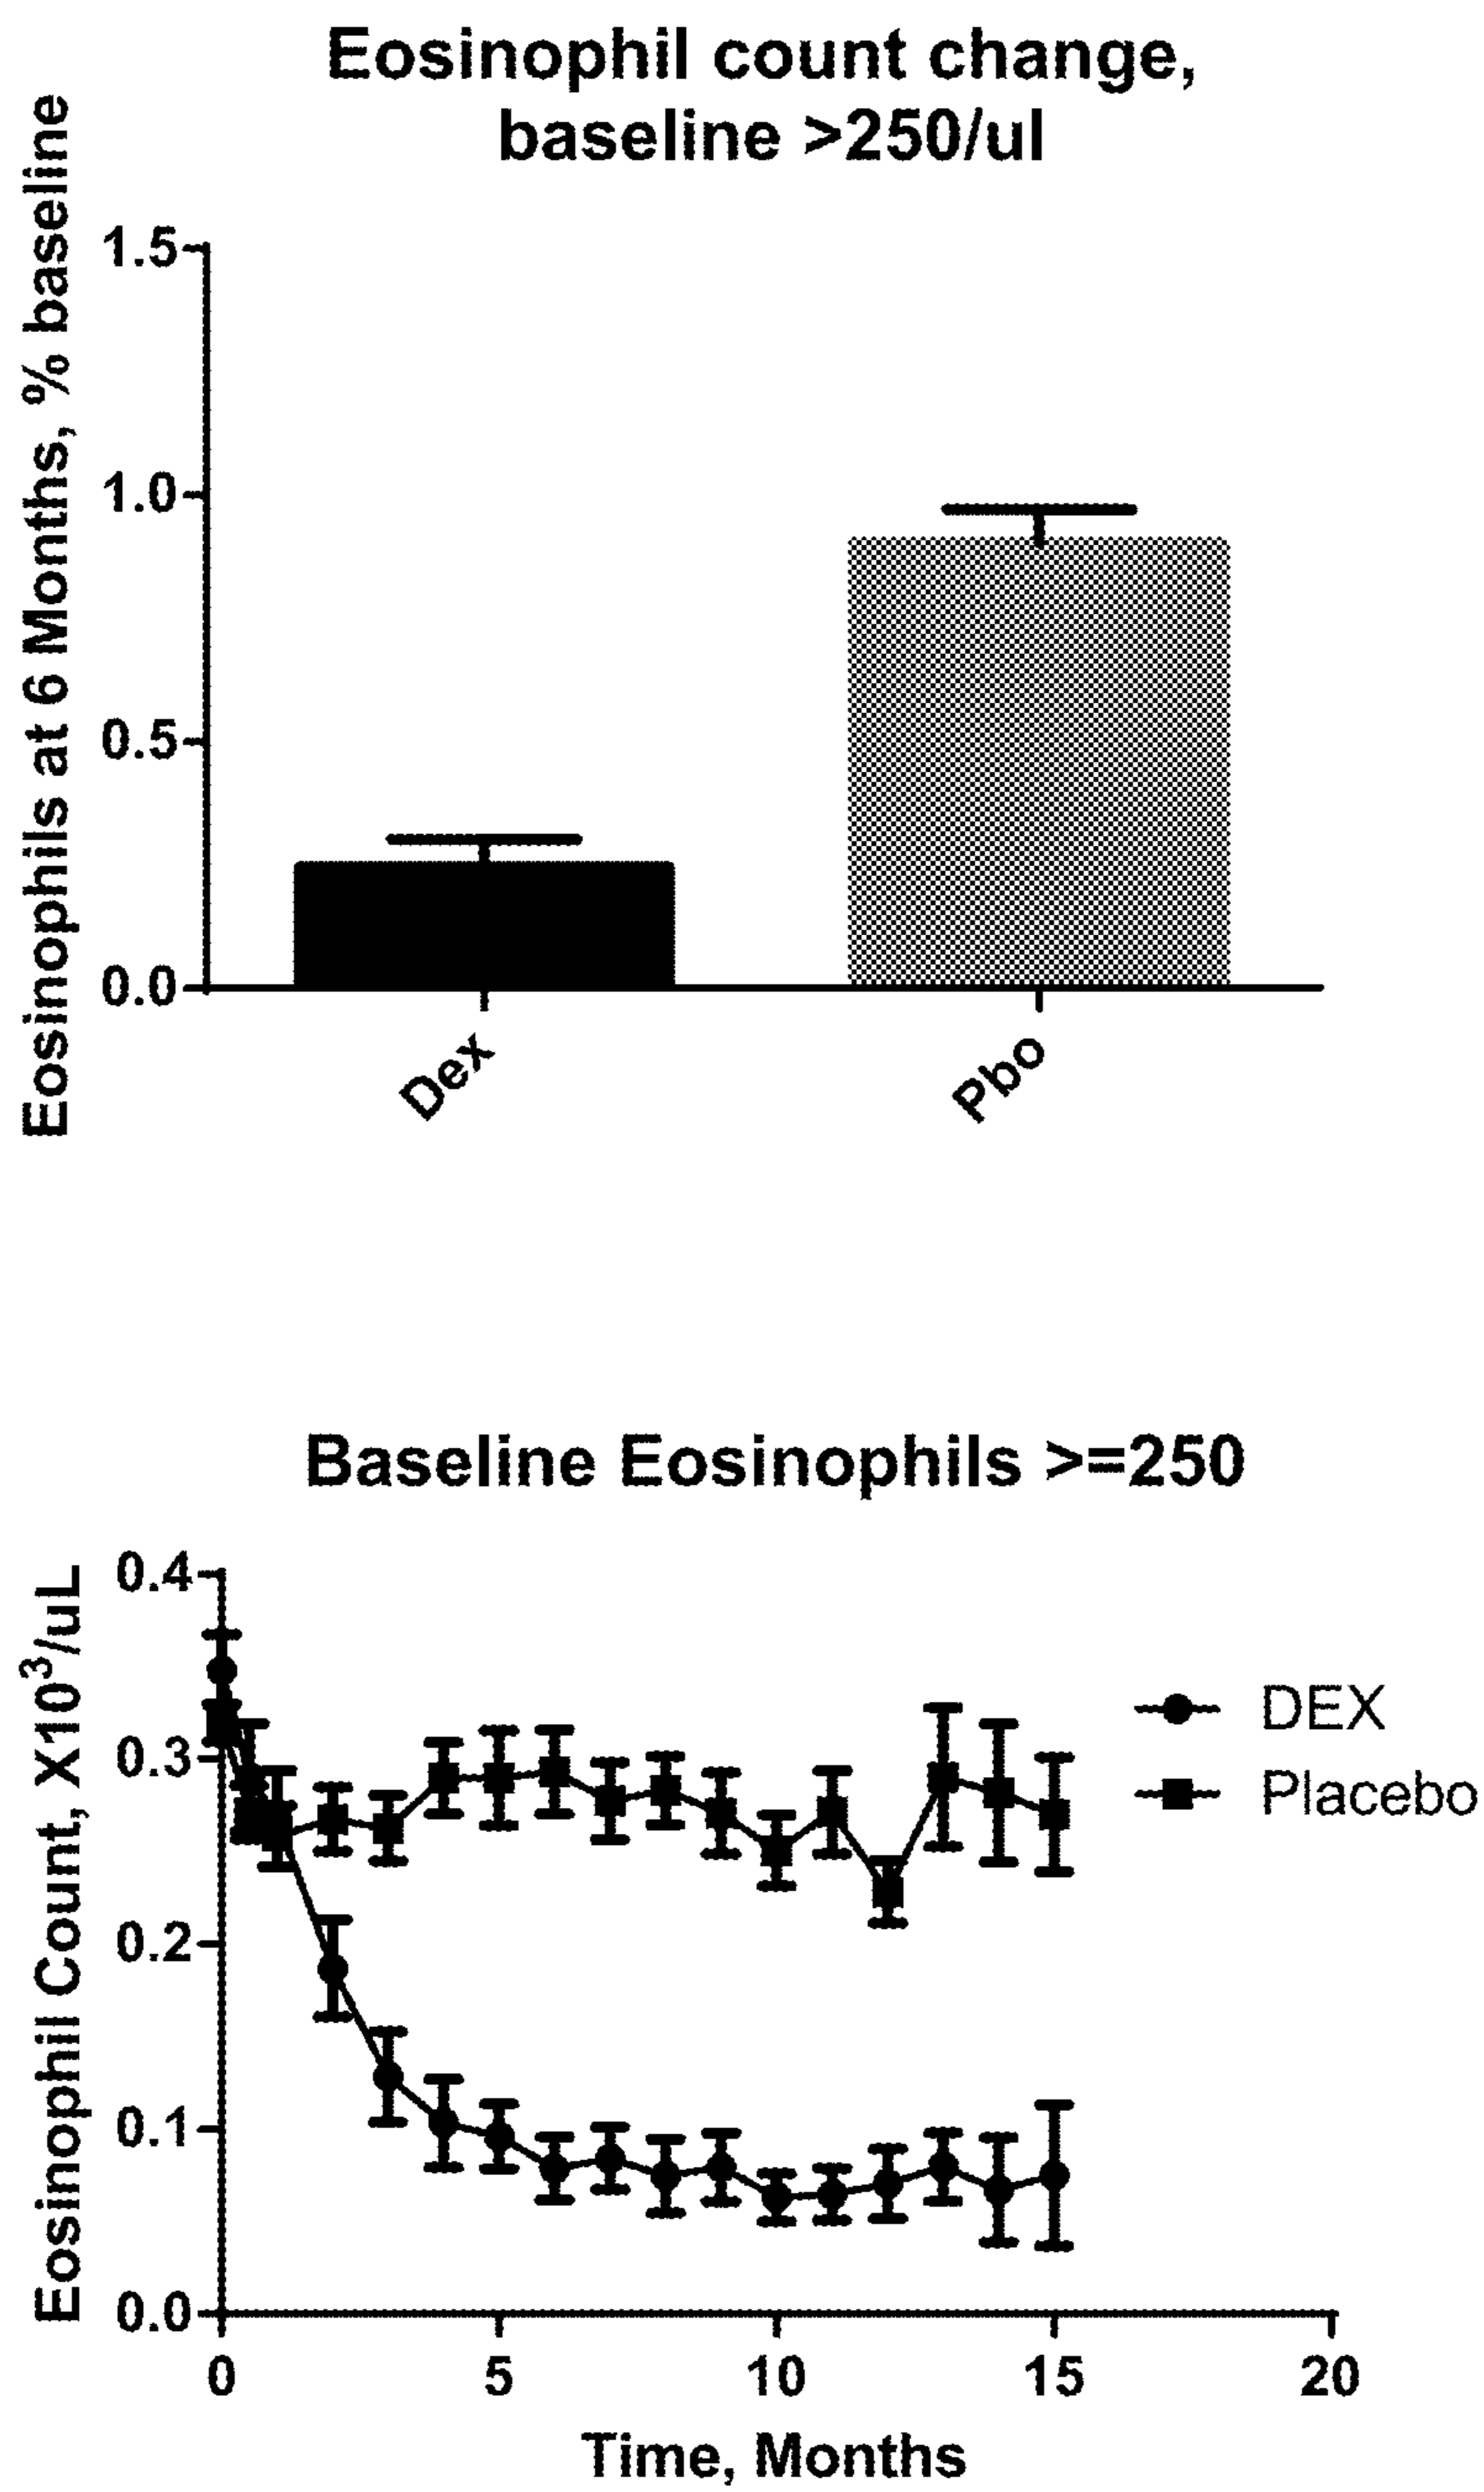 Eosinophil count change,
baseline >250/ul
Eosinophils at 6 Months, % baseline
1.5
1.0
0.5
0.0
Dex
Pbo
Baseline Eosinophils >=250
Eosinophil Count, X10³/uL
0.4
0.3
0.2
0.1
0.0
0
5
10
15
20
Time, Months
DEX
Placebo